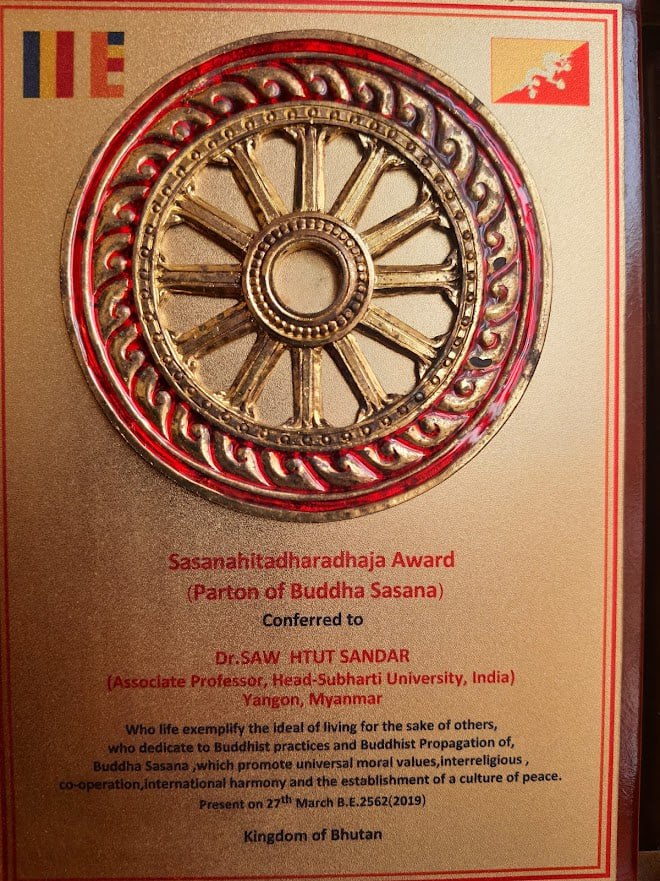 Sasanahitadharadhaja Award
(Parton of Buddha Sasana)
Conferred to
Dr.SAW HTUT SANDAR
(Associate Professor, Head-Subharti University, India)
Yangon, Myanmar
Who life exemplify the ideal of living for the sake of others,
who dedicate to Buddhist practices and Buddhist Propagation of,
Buddha Sasana ,which promote universal moral values,interreligious ,
co-operation,international harmony and the establishment of a culture of peace.
Present on 27th March B.E.2562(2019)
Kingdom of Bhutan